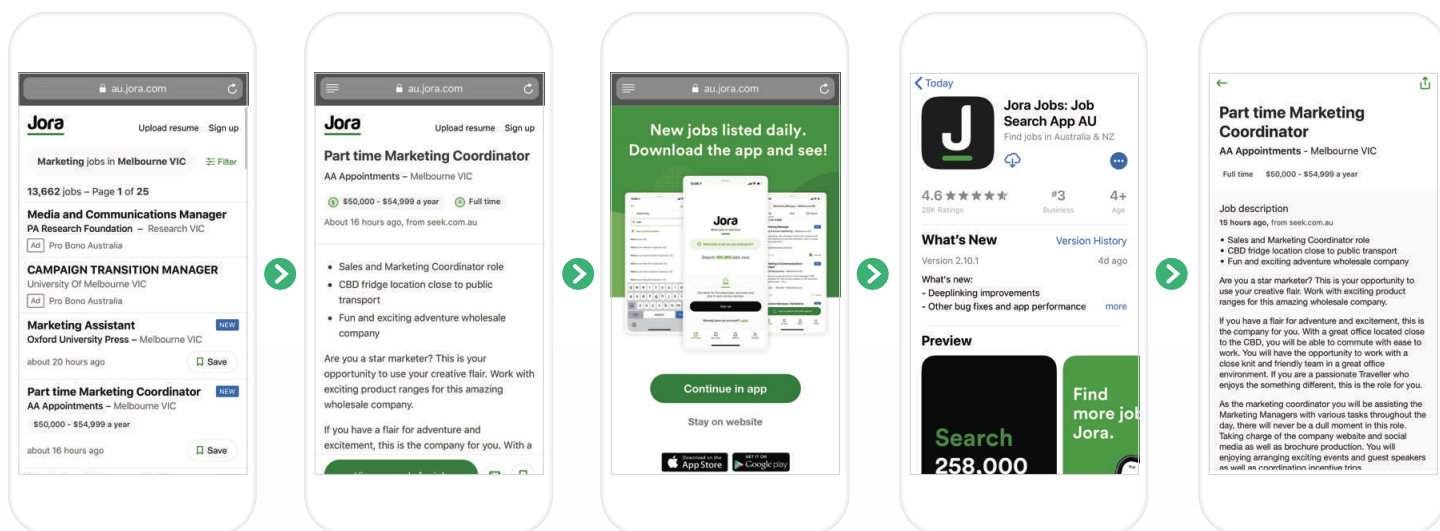 au.jora.com
Jora
Upload resume Sign up
Marketing jobs in Melbourne VIC
Filter
13,662 jobs – Page 1 of 25
Media and Communications Manager
PA Research Foundation – Research VIC
Ad Pro Bono Australia
CAMPAIGN TRANSITION MANAGER
University Of Melbourne VIC
Ad Pro Bono Australia
Marketing Assistant NEW
Oxford University Press – Melbourne VIC
about 20 hours ago Save
Part time Marketing Coordinator NEW
AA Appointments – Melbourne VIC
$50,000 - $54,999 a year
about 16 hours ago Save
au.jora.com
Jora
Upload resume Sign up
Part time Marketing Coordinator
AA Appointments – Melbourne VIC
$50,000 - $54,999 a year Full time
About 16 hours ago, from seek.com.au
• Sales and Marketing Coordinator role
• CBD fridge location close to public
transport
• Fun and exciting adventure wholesale
company
Are you a star marketer? This is your
opportunity to use your creative flair. Work with
exciting product ranges for this amazing
wholesale company.
If you have a flair for adventure and
excitement, this is the company for you. With a
au.jora.com
New jobs listed daily.
Download the app and see!
Jora
Continue in app
Stay on website
Download on the
App Store
GET IT ON
Google play
Today
Jora Jobs: Job
Search App AU
Find jobs in Australia & NZ
4.6 #3 4+
28K Ratings Business Age
What's New Version History
Version 2.10.1 4d ago
What's new:
- Deeplinking improvements
- Other bug fixes and app performance more
Preview
Search
258,000
Find
more job
Jora.
Part time Marketing
Coordinator
AA Appointments - Melbourne VIC
Full time $50,000 - $54,999 a year
Job description
15 hours ago, from seek.com.au
• Sales and Marketing Coordinator role
• CBD fridge location close to public transport
• Fun and exciting adventure wholesale company
Are you a star marketer? This is your opportunity to
use your creative flair. Work with exciting product
ranges for this amazing wholesale company.
If you have a flair for adventure and excitement, this is
the company for you. With a great office located close
to the CBD, you will be able to commute with ease to
work. You will have the opportunity to work with a
close knit and friendly team in a great office
environment. If you are a passionate Traveller who
enjoys the something different, this is the role for you.
As the marketing coordinator you will be assisting the
Marketing Managers with various tasks throughout the
day, there will never be a dull moment in this role.
Taking charge of the company website and social
media as well as brochure production. You will
enjoying arranging exciting events and guest speakers
as well as coordinating incentive trips